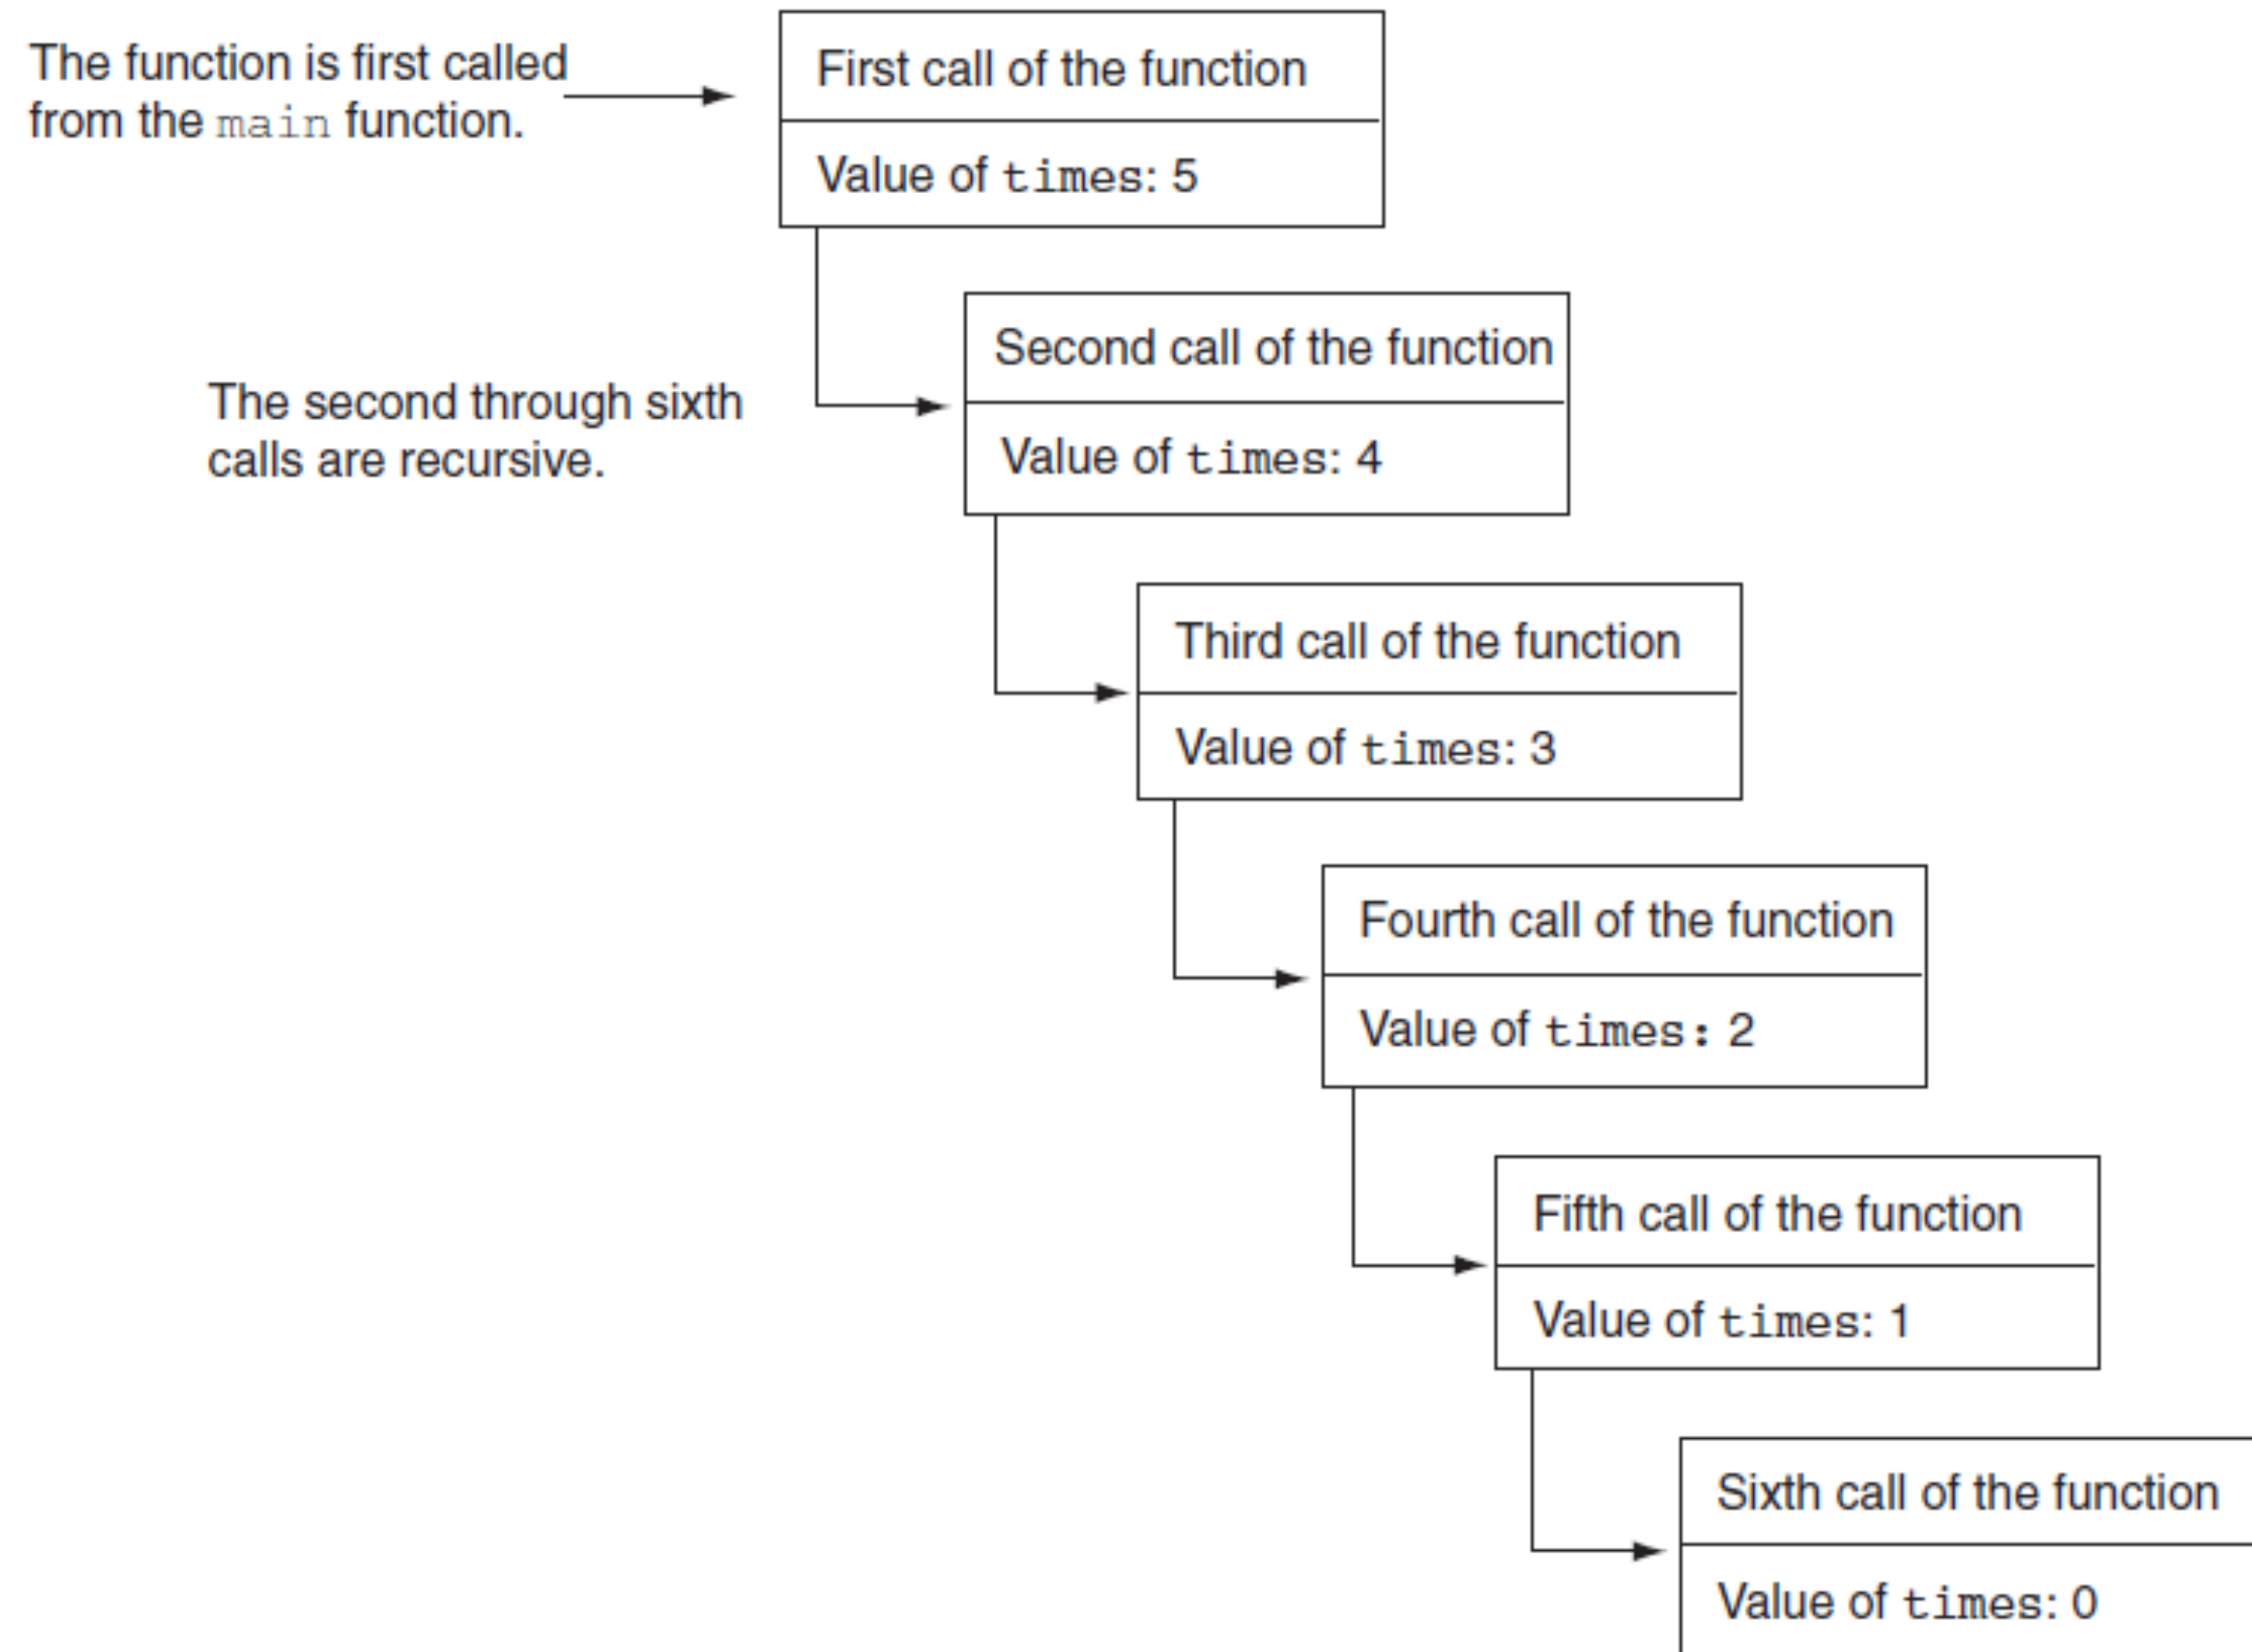 The function is first called
from the main function.
First call of the function
Value of times: 5
The second through sixth
calls are recursive.
Second call of the function
Value of times: 4
Third call of the function
Value of times: 3
Fourth call of the function
Value of times: 2
Fifth call of the function
Value of times: 1
Sixth call of the function
Value of times: 0